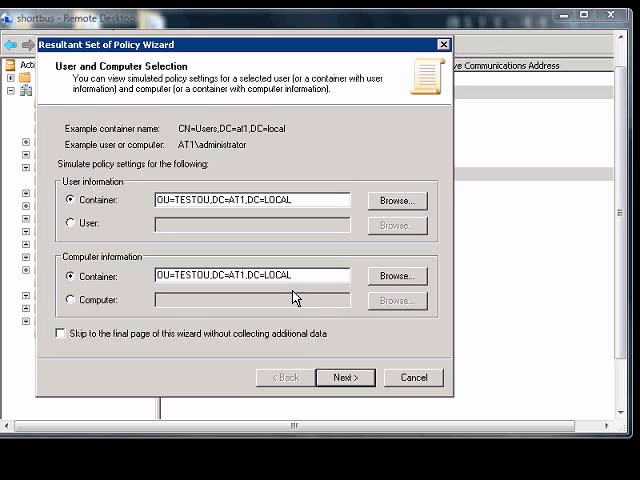 shortbus - Remote Desktop
Resultant Set of Policy Wizard
User and Computer Selection
You can view simulated policy settings for a selected user (or a container with user
information) and computer (or a container with computer information).
ve Communications Address
Example container name: CN=Users,DC=at1,DC=local
Example user or computer: AT1\administrator
Simulate policy settings for the following:
User information
Container: OU=TESTOU,DC=AT1,DC=LOCAL Browse...
User: Browse...
Computer information
Container: OU=TESTOU,DC=AT1,DC=LOCAL Browse...
Computer: Browse...
Skip to the final page of this wizard without collecting additional data
< Back Next > Cancel